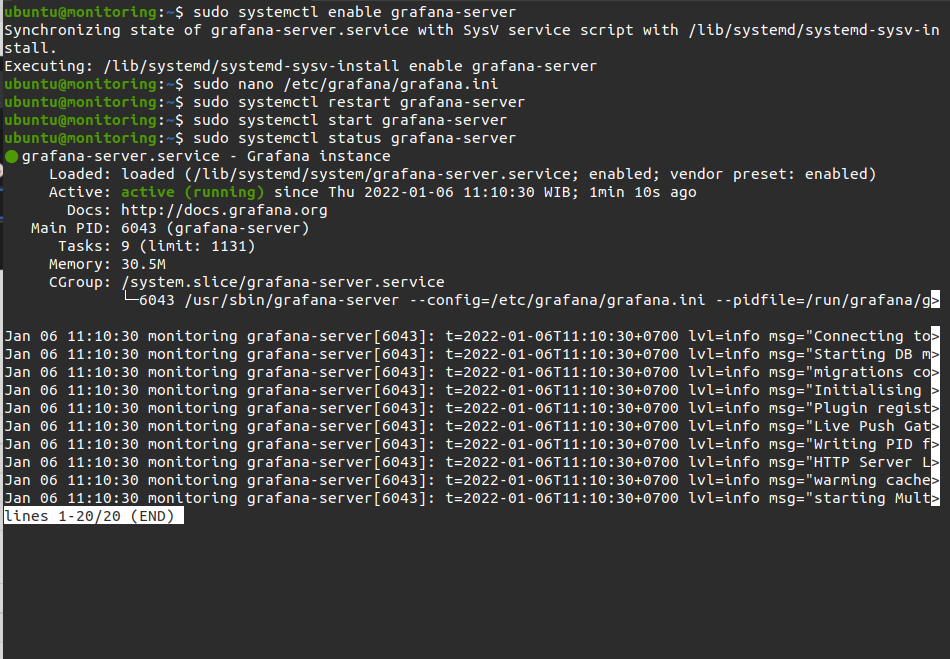 ubuntu@monitoring:~$ sudo systemctl enable grafana-server
Synchronizing state of grafana-server.service with SysV service script with /lib/systemd/systemd-sysv-in
stall.
Executing: /lib/systemd/systemd-sysv-install enable grafana-server
ubuntu@monitoring:~$ sudo nano /etc/grafana/grafana.ini
ubuntu@monitoring:~$ sudo systemctl restart grafana-server
ubuntu@monitoring:~$ sudo systemctl start grafana-server
ubuntu@monitoring:~$ sudo systemctl status grafana-server
● grafana-server.service - Grafana instance
     Loaded: loaded (/lib/systemd/system/grafana-server.service; enabled; vendor preset: enabled)
     Active: active (running) since Thu 2022-01-06 11:10:30 WIB; 1min 10s ago
       Docs: http://docs.grafana.org
   Main PID: 6043 (grafana-server)
      Tasks: 9 (limit: 1131)
     Memory: 30.5M
     CGroup: /system.slice/grafana-server.service
             └─6043 /usr/sbin/grafana-server --config=/etc/grafana/grafana.ini --pidfile=/run/grafana/g>
Jan 06 11:10:30 monitoring grafana-server[6043]: t=2022-01-06T11:10:30+0700 lvl=info msg="Connecting to>
Jan 06 11:10:30 monitoring grafana-server[6043]: t=2022-01-06T11:10:30+0700 lvl=info msg="Starting DB m>
Jan 06 11:10:30 monitoring grafana-server[6043]: t=2022-01-06T11:10:30+0700 lvl=info msg="migrations co>
Jan 06 11:10:30 monitoring grafana-server[6043]: t=2022-01-06T11:10:30+0700 lvl=info msg="Initialising >
Jan 06 11:10:30 monitoring grafana-server[6043]: t=2022-01-06T11:10:30+0700 lvl=info msg="Plugin regist>
Jan 06 11:10:30 monitoring grafana-server[6043]: t=2022-01-06T11:10:30+0700 lvl=info msg="Live Push Gat>
Jan 06 11:10:30 monitoring grafana-server[6043]: t=2022-01-06T11:10:30+0700 lvl=info msg="Writing PID f>
Jan 06 11:10:30 monitoring grafana-server[6043]: t=2022-01-06T11:10:30+0700 lvl=info msg="HTTP Server L>
Jan 06 11:10:30 monitoring grafana-server[6043]: t=2022-01-06T11:10:30+0700 lvl=info msg="warming cache>
Jan 06 11:10:30 monitoring grafana-server[6043]: t=2022-01-06T11:10:30+0700 lvl=info msg="starting Mult>
lines 1-20/20 (END)